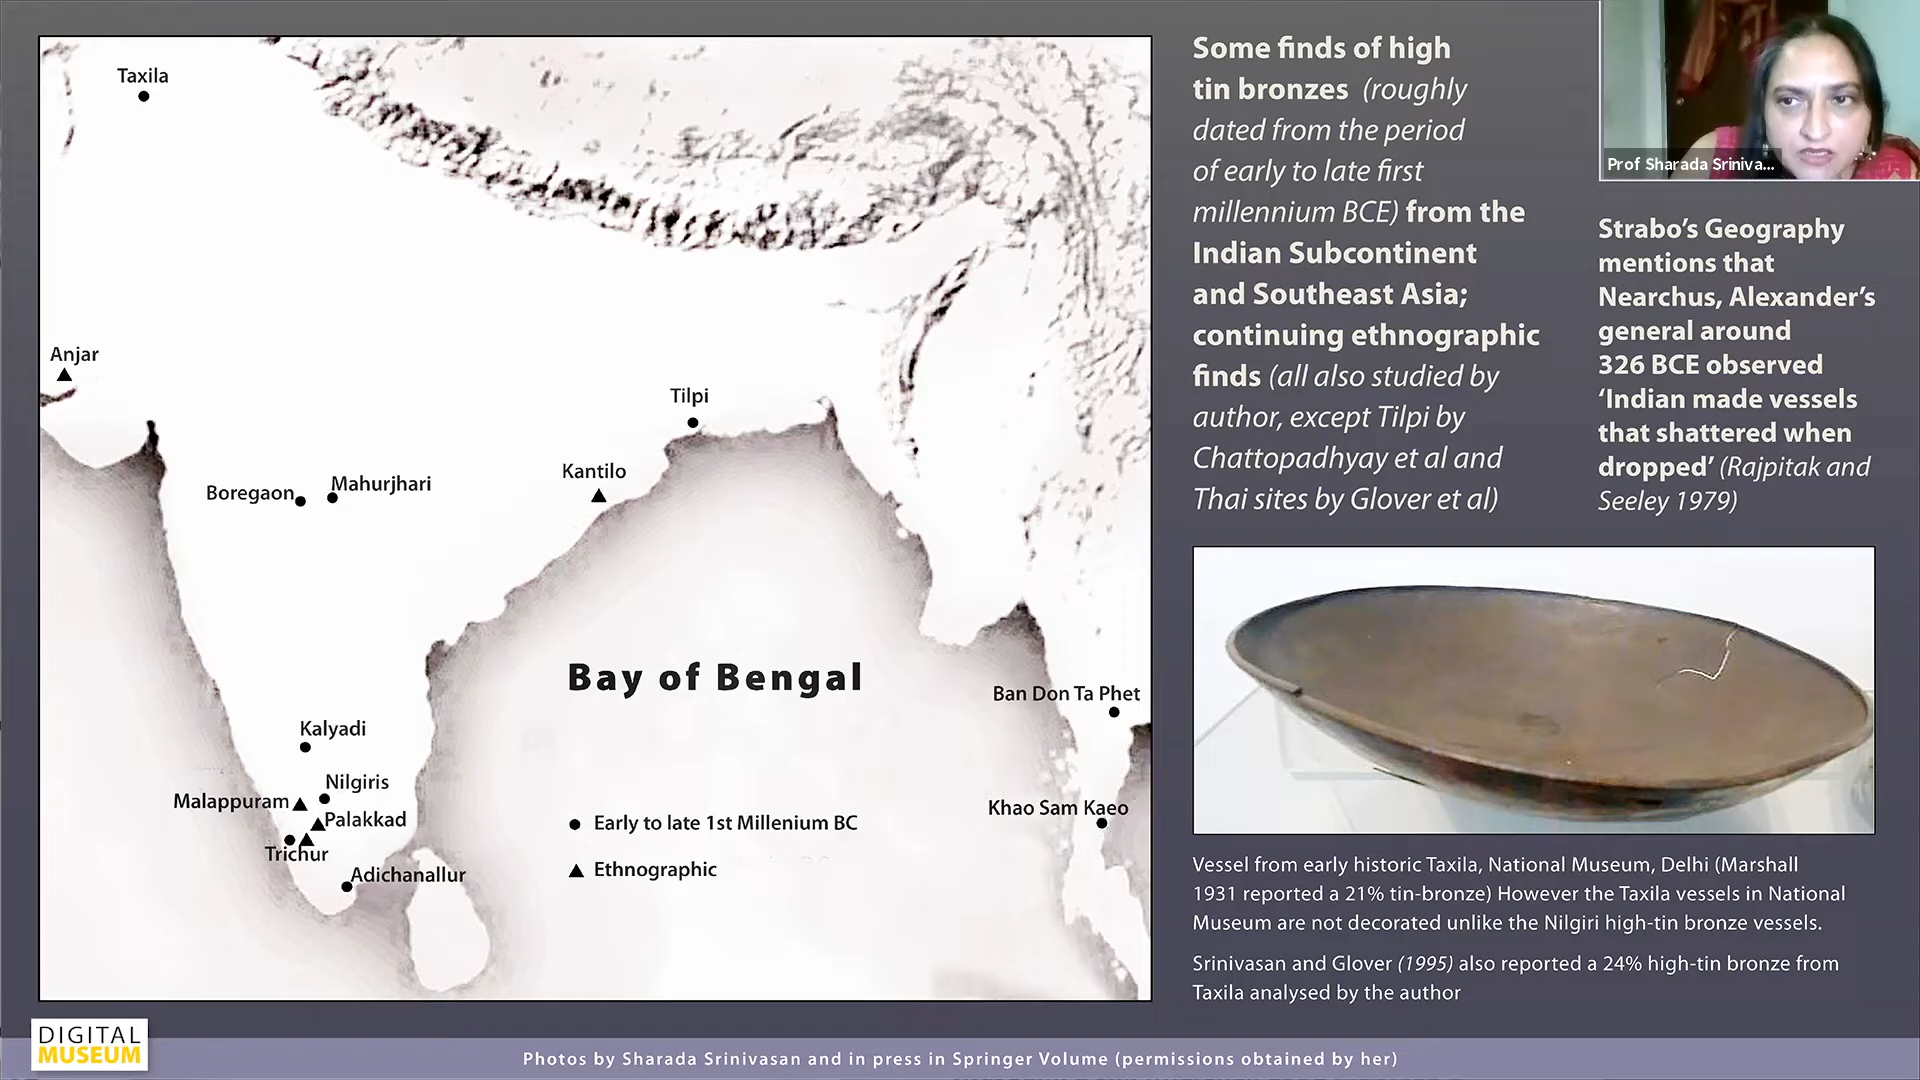 Taxila
Anjar
Tilpi
Kantilo
Boregaon
Mahurjhari
Bay of Bengal
Ban Don Ta Phet
Kalyadi
Nilgiris
Malappuram
Palakkad
Trichur
Adichanallur
Khao Sam Kaeo
Early to late 1st Millenium BC
Ethnographic
Some finds of high
tin bronzes (roughly
dated from the period
of early to late first
millennium BCE) from the
Indian Subcontinent
and Southeast Asia;
continuing ethnographic
finds (all also studied by
author, except Tilpi by
Chattopadhyay et al and
Thai sites by Glover et al)
Prof Sharada Sriniva...
Strabo’s Geography
mentions that
Nearchus, Alexander’s
general around
326 BCE observed
‘Indian made vessels
that shattered when
dropped’ (Rajpitak and
Seeley 1979)
Vessel from early historic Taxila, National Museum, Delhi (Marshall
1931 reported a 21% tin-bronze) However the Taxila vessels in National
Museum are not decorated unlike the Nilgiri high-tin bronze vessels.
Srinivasan and Glover (1995) also reported a 24% high-tin bronze from
Taxila analysed by the author
DIGITAL
MUSEUM
Photos by Sharada Srinivasan and in press in Springer Volume (permissions obtained by her)